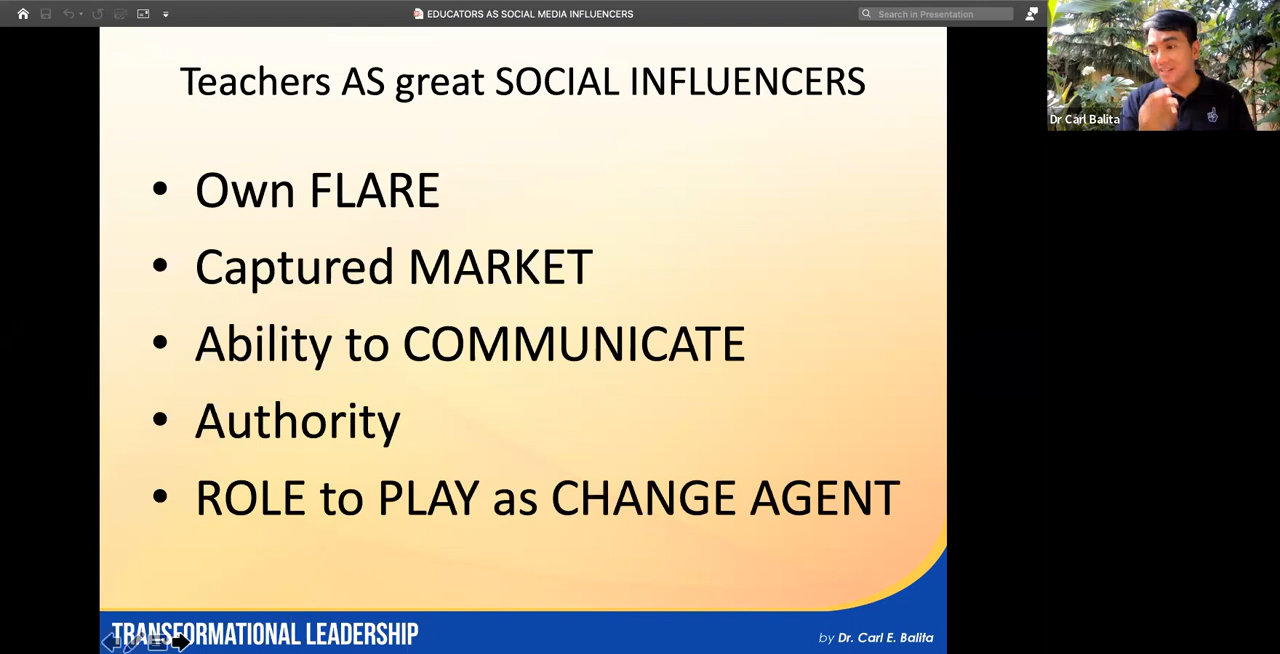 EDUCATORS AS SOCIAL MEDIA INFLUENCERS
Search in Presentation
Dr Carl Balita
Teachers AS great SOCIAL INFLUENCERS
• Own FLARE
• Captured MARKET
• Ability to COMMUNICATE
• Authority
• ROLE to PLAY as CHANGE AGENT
TRANSFORMATIONAL LEADERSHIP
by Dr. Carl E. Balita